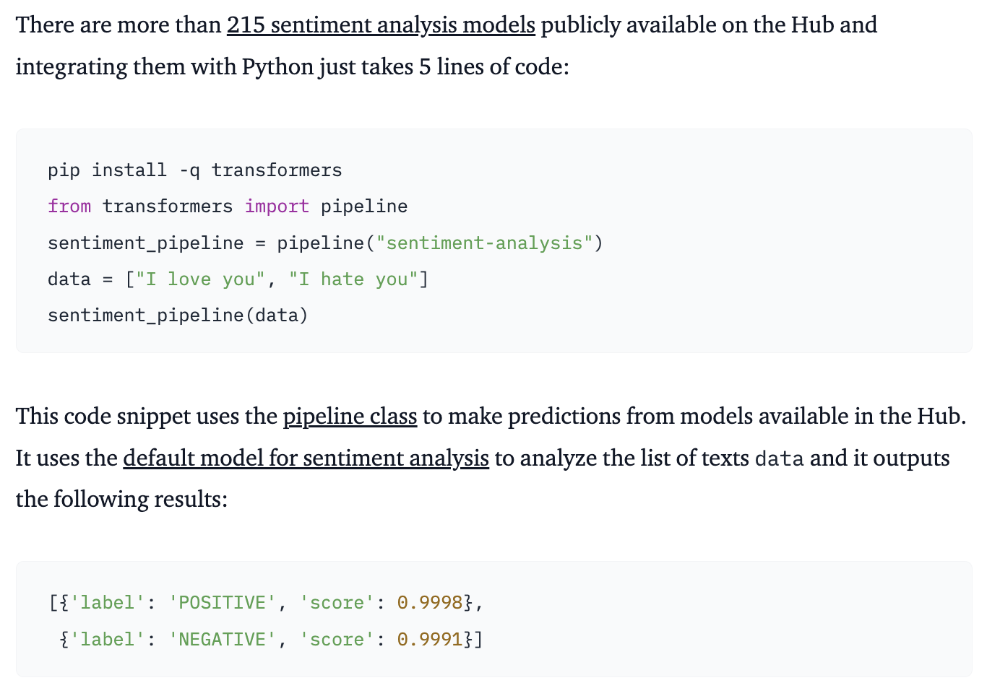 There are more than 215 sentiment analysis models publicly available on the Hub and
integrating them with Python just takes 5 lines of code:
pip install -q transformers
from transformers import pipeline
sentiment_pipeline = pipeline("sentiment-analysis")
data = ["I love you", "I hate you"]
sentiment_pipeline(data)
This code snippet uses the pipeline class to make predictions from models available in the Hub.
It uses the default model for sentiment analysis to analyze the list of texts data and it outputs
the following results:
[{'label': 'POSITIVE', 'score': 0.9998},
 {'label': 'NEGATIVE', 'score': 0.9991}]